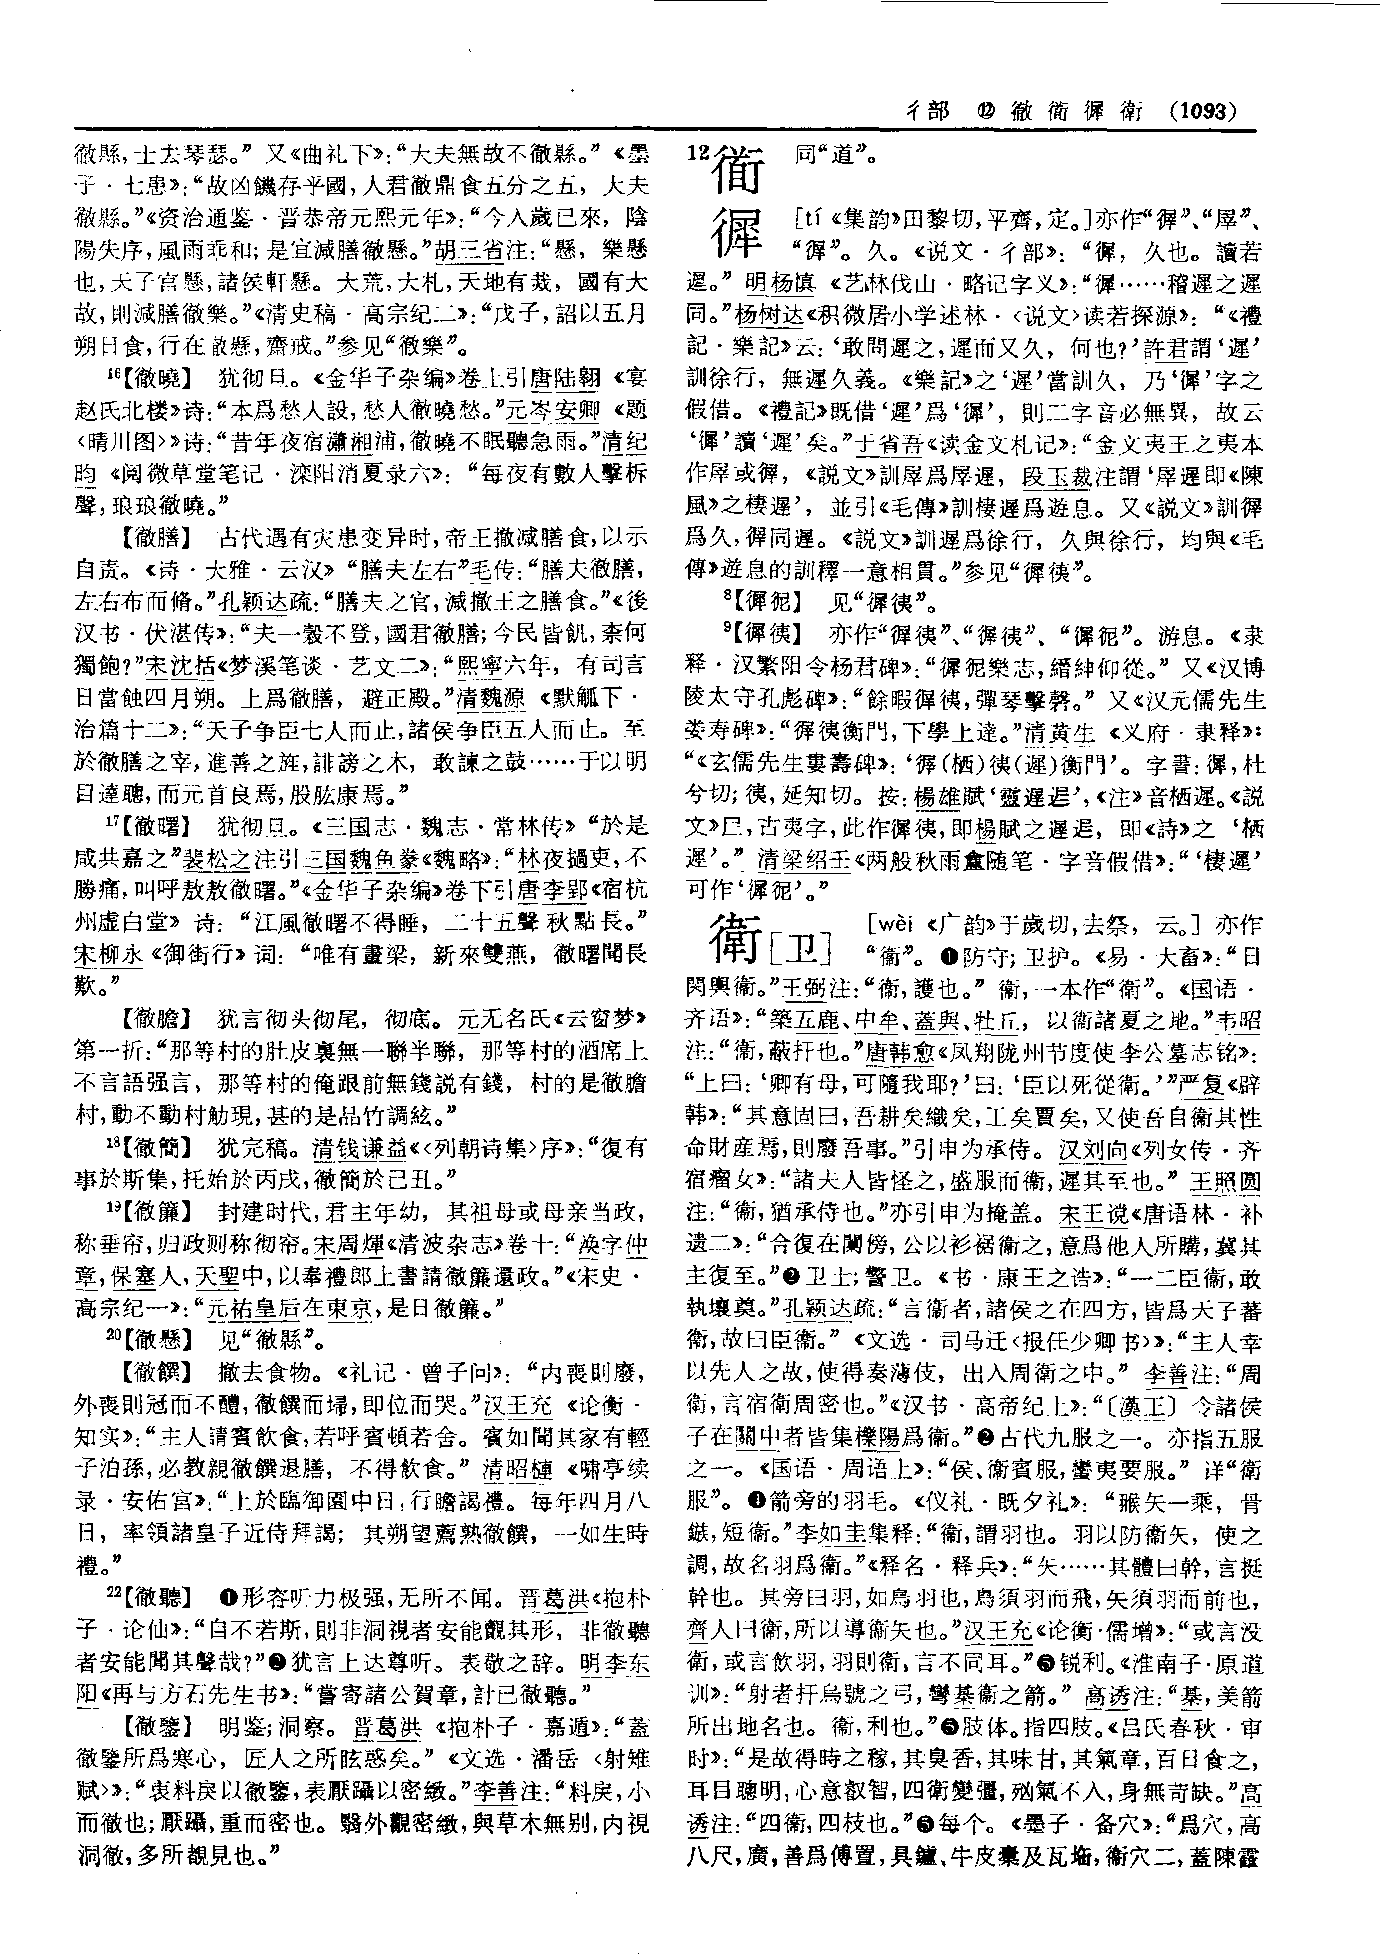 彳部 ⑫ 徹衜徲衛 (1093)
徹縣，士去琴瑟。”又《曲礼下》：“大夫無故不徹縣。”《墨
子·七患》：“故凶饑存乎國，人君徹鼎食五分之五，大夫
徹縣。”《资治通鉴·晋恭帝元熙元年》：“今入歲已來，陰
陽失序，風雨乖和；是宜減膳徹懸。”胡三省注：“懸，樂懸
也，天子宫懸，諸侯軒懸。大荒，大札，天地有烖，國有大
故，則減膳徹樂。”《清史稿·高宗纪二》：“戊子，詔以五月
朔日食，行在徹懸，齋戒。”参见“徹樂”。
16【徹曉】 犹彻旦。《金华子杂编》卷上引唐陆翱《宴
赵氏北楼》诗：“本爲愁人設，愁人徹曉愁。”元岑安卿《题
〈晴川图〉》诗：“昔年夜宿瀟湘浦，徹曉不眠聽急雨。”清纪
昀《阅微草堂笔记·滦阳消夏录六》：“每夜有數人擊柝
聲，琅琅徹曉。”
【徹膳】 古代遇有灾患变异时，帝王撤减膳食，以示
自责。《诗·大雅·云汉》“膳夫左右”毛传：“膳夫徹膳，
左右布而脩。”孔颖达疏：“膳夫之官，減撤王之膳食。”《後
汉书·伏湛传》：“夫一穀不登，國君徹膳；今民皆飢，柰何
獨飽？”宋沈括《梦溪笔谈·艺文二》：“熙寧六年，有司言
日當蝕四月朔。上爲徹膳，避正殿。”清魏源《默觚下·
治篇十二》：“天子争臣七人而止，諸侯争臣五人而止。至
於徹膳之宰，進善之旌，誹謗之木，敢諫之鼓……于以明
目達聰，而元首良焉，股肱康焉。”
17【徹曙】 犹彻旦。《三国志·魏志·常林传》“於是
咸共嘉之”裴松之注引三国魏鱼豢《魏略》：“林夜撾吏，不
勝痛，叫呼敖敖徹曙。”《金华子杂编》卷下引唐李郢《宿杭
州虚白堂》诗：“江風徹曙不得睡，二十五聲秋點長。”
宋柳永《御街行》词：“唯有畫梁，新來雙燕，徹曙聞長
歎。”
【徹膽】 犹言彻头彻尾，彻底。元无名氏《云窗梦》
第一折：“那等村的肚皮裏無一聯半聯，那等村的酒席上
不言語强言，那等村的俺跟前無錢説有錢，村的是徹膽
村，動不動村觔現，甚的是品竹調絃。”
18【徹簡】 犹完稿。清钱谦益《〈列朝诗集〉序》：“復有
事於斯集，托始於丙戌，徹簡於己丑。”
19【徹簾】 封建时代，君主年幼，其祖母或母亲当政，
称垂帘，归政则称彻帘。宋周煇《清波杂志》卷十：“涣字仲
章，保塞人，天聖中，以奉禮郎上書請徹簾還政。”《宋史·
高宗纪一》：“元祐皇后在東京，是日徹簾。”
20【徹懸】 见“徹縣”。
【徹饌】 撤去食物。《礼记·曾子问》：“内喪則廢，
外喪則冠而不醴，徹饌而埽，即位而哭。”汉王充《论衡·
知实》：“主人請賓飲食，若呼賓頓若舍。賓如聞其家有輕
子洎孫，必教親徹饌退膳，不得飲食。”清昭槤《啸亭续
录·安佑宫》：“上於臨御園中日，行瞻謁禮。每年四月八
日，率領諸皇子近侍拜謁；其朔望薦熟徹饌，一如生時
禮。”
22【徹聽】 ❶形容听力极强，无所不闻。晋葛洪《抱朴
子·论仙》：“自不若斯，則非洞視者安能覿其形，非徹聽
者安能聞其聲哉？”❷犹言上达尊听。表敬之辞。明李东
阳《再与方石先生书》：“嘗寄諸公賀章，計已徹聽。”
【徹鑒】 明鉴；洞察。晋葛洪《抱朴子·嘉遁》：“蓋
徹鑒所爲寒心，匠人之所眩惑矣。”《文选·潘岳〈射雉
赋〉》：“衷料戾以徹鑒，表厭躡以密緻。”李善注：“料戾，小
而徹也；厭躡，重而密也。翳外觀密緻，與草木無别，内視
洞徹，多所覩見也。”
12衜 同“道”。
徲 [tí《集韵》田黎切，平齊，定。]亦作“𢕌”、“㞔”、
“徲”。久。《说文·彳部》：“徲，久也。讀若
遲。”明杨慎《艺林伐山·略记字义》：“徲……稽遲之遲
同。”杨树达《积微居小学述林·〈说文〉读若探源》：“《禮
記·樂記》云：‘敢問遲之，遲而又久，何也？’許君謂‘遲’
訓徐行，無遲久義。《樂記》之‘遲’當訓久，乃‘徲’字之
假借。《禮記》既借‘遲’爲‘徲’，則二字音必無異，故云
‘徲’讀‘遲’矣。”于省吾《读金文札记》：“金文夷王之夷本
作㞔或徲，《説文》訓㞔爲㞔遲，段玉裁注謂‘㞔遲即《陳
風》之棲遲’，並引《毛傳》訓棲遲爲遊息。又《説文》訓徲
爲久，徲同遲。《説文》訓遲爲徐行，久與徐行，均與《毛
傳》遊息的訓釋一意相貫。”参见“徲徚”。
8【徲𢓡】 见“徲徚”。
9【徲徚】 亦作“徲徚”、“徲徚”、“徲𢓡”。游息。《隶
释·汉繁阳令杨君碑》：“徲𢓡樂志，縉紳仰從。”又《汉博
陵太守孔彪碑》：“餘暇徲徚，彈琴擊磬。”又《汉元儒先生
娄寿碑》：“徲徚衡門，下學上達。”清黄生《义府·隶释》：
“《玄儒先生婁壽碑》：‘徲(栖)徚(遲)衡門’。字書：徲，杜
兮切；徚，延知切。按：楊雄賦‘靈遲迡’，《注》音栖遲。《説
文》𡰥，古夷字，此作徲徚，即楊賦之遲迡，即《詩》之‘栖
遲’。”清梁绍壬《两般秋雨盦随笔·字音假借》：“‘棲遲’
可作‘徲𢓡’。”
衛[卫] [wèi《广韵》于歲切，去祭，云。]亦作
“衞”。❶防守；卫护。《易·大畜》：“日
閑輿衛。”王弼注：“衛，護也。”衛，一本作“衞”。《国语·
齐语》：“築五鹿、中牟、蓋與、牡丘，以衛諸夏之地。”韦昭
注：“衛，蔽扞也。”唐韩愈《凤翔陇州节度使李公墓志铭》：
“上曰：‘卿有母，可隨我耶？’曰：‘臣以死從衛。’”严复《辟
韩》：“其意固曰，吾耕矣織矣，工矣賈矣，又使吾自衛其性
命財産焉，則廢吾事。”引申为承侍。汉刘向《列女传·齐
宿瘤女》：“諸夫人皆怪之，盛服而衛，遲其至也。”王照圆
注：“衛，猶承侍也。”亦引申为掩盖。宋王谠《唐语林·补
遗二》：“合復在闌傍，公以衫裾衛之，意爲他人所購，冀其
主復至。”❷卫士；警卫。《书·康王之诰》：“一二臣衛，敢
執壤奠。”孔颖达疏：“言衛者，諸侯之在四方，皆爲天子蕃
衛，故曰臣衛。”《文选·司马迁〈报任少卿书〉》：“主人幸
以先人之故，使得奏薄伎，出入周衛之中。”李善注：“周
衛，言宿衛周密也。”《汉书·高帝纪上》：“〔漢王〕令諸侯
子在關中者皆集櫟陽爲衛。”❸古代九服之一。亦指五服
之一。《国语·周语上》：“侯、衛賓服，蠻夷要服。”详“衛
服”。❹箭旁的羽毛。《仪礼·既夕礼》：“猴矢一乘，骨
鏃，短衛。”李如圭集释：“衛，謂羽也。羽以防衛矢，使之
調，故名羽爲衛。”《释名·释兵》：“矢……其體曰幹，言挺
幹也。其旁曰羽，如鳥羽也，鳥須羽而飛，矢須羽而前也，
齊人曰衛，所以導衛矢也。”汉王充《论衡·儒增》：“或言没
衛，或言飲羽，羽則衛，言不同耳。”❺锐利。《淮南子·原道
训》：“射者扞烏號之弓，彎棊衛之箭。”高诱注：“棊，美箭
所出地名也。衛，利也。”❻肢体。指四肢。《吕氏春秋·审
时》：“是故得時之稼，其臭香，其味甘，其氣章，百日食之，
耳目聰明，心意叡智，四衛變彊，殈氣不入，身無苛缺。”高
诱注：“四衛，四枝也。”❼每个。《墨子·备穴》：“爲穴，高
八尺，廣，善爲傅置，具鑪、牛皮橐及瓦𤬪，衛穴二，蓋陳靃